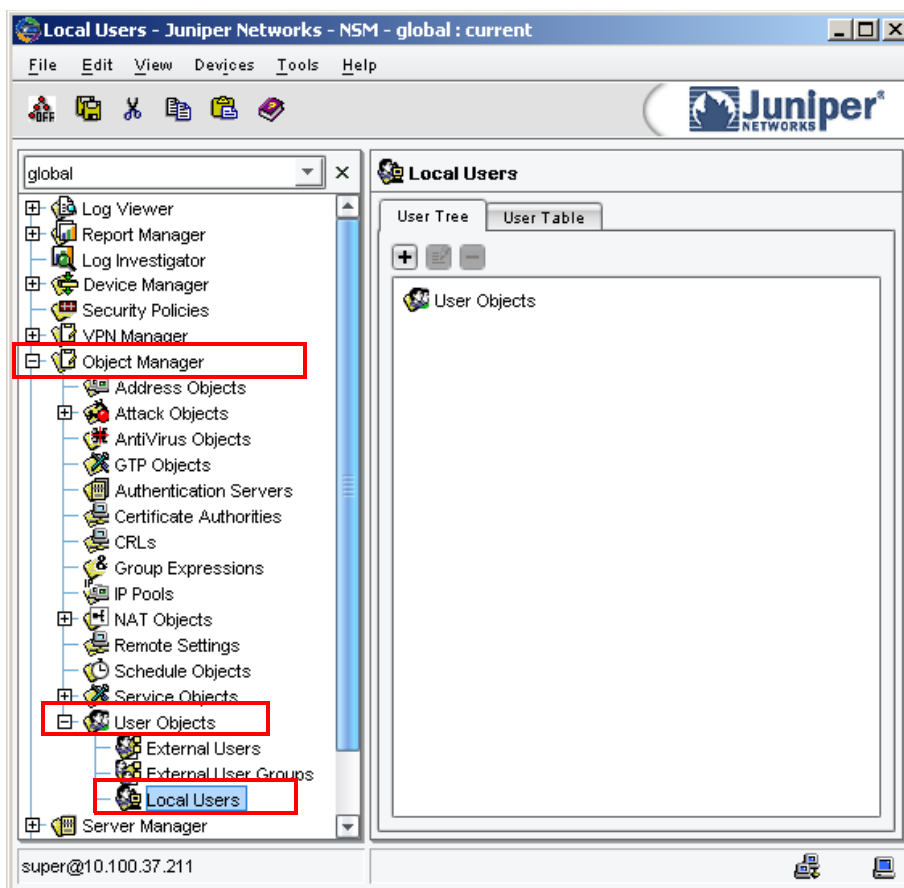 Local Users - Juniper Networks - NSM - global : current
File Edit View Devices Tools Help
OFF
Juniper®
NETWORKS
global
Log Viewer
Report Manager
Log Investigator
Device Manager
Security Policies
VPN Manager
Object Manager
Address Objects
Attack Objects
AntiVirus Objects
GTP Objects
Authentication Servers
Certificate Authorities
CRLs
Group Expressions
IP
IP Pools
NAT Objects
Remote Settings
Schedule Objects
Service Objects
User Objects
External Users
External User Groups
Local Users
Server Manager
Local Users
User Tree User Table
User Objects
super@10.100.37.211